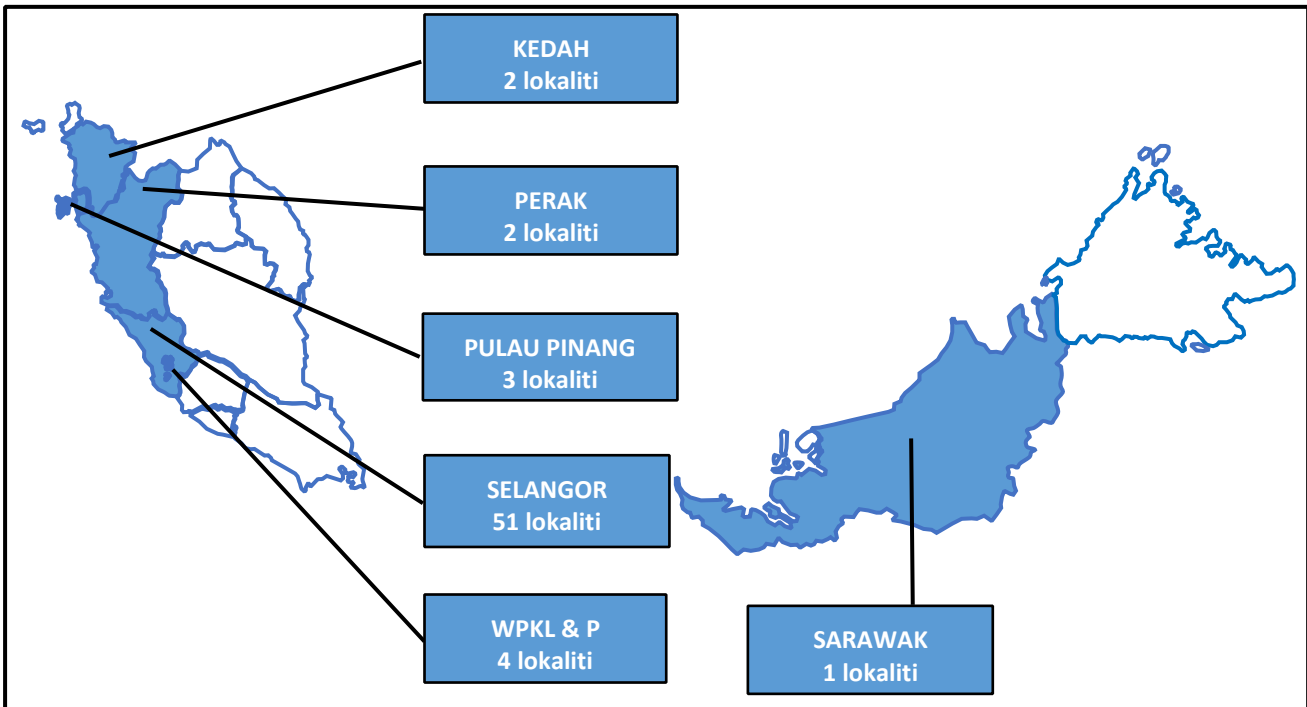 KEDAH
2 lokaliti
PERAK
2 lokaliti
PULAU PINANG
3 lokaliti
SELANGOR
51 lokaliti
WPKL & P
4 lokaliti
SARAWAK
1 lokaliti